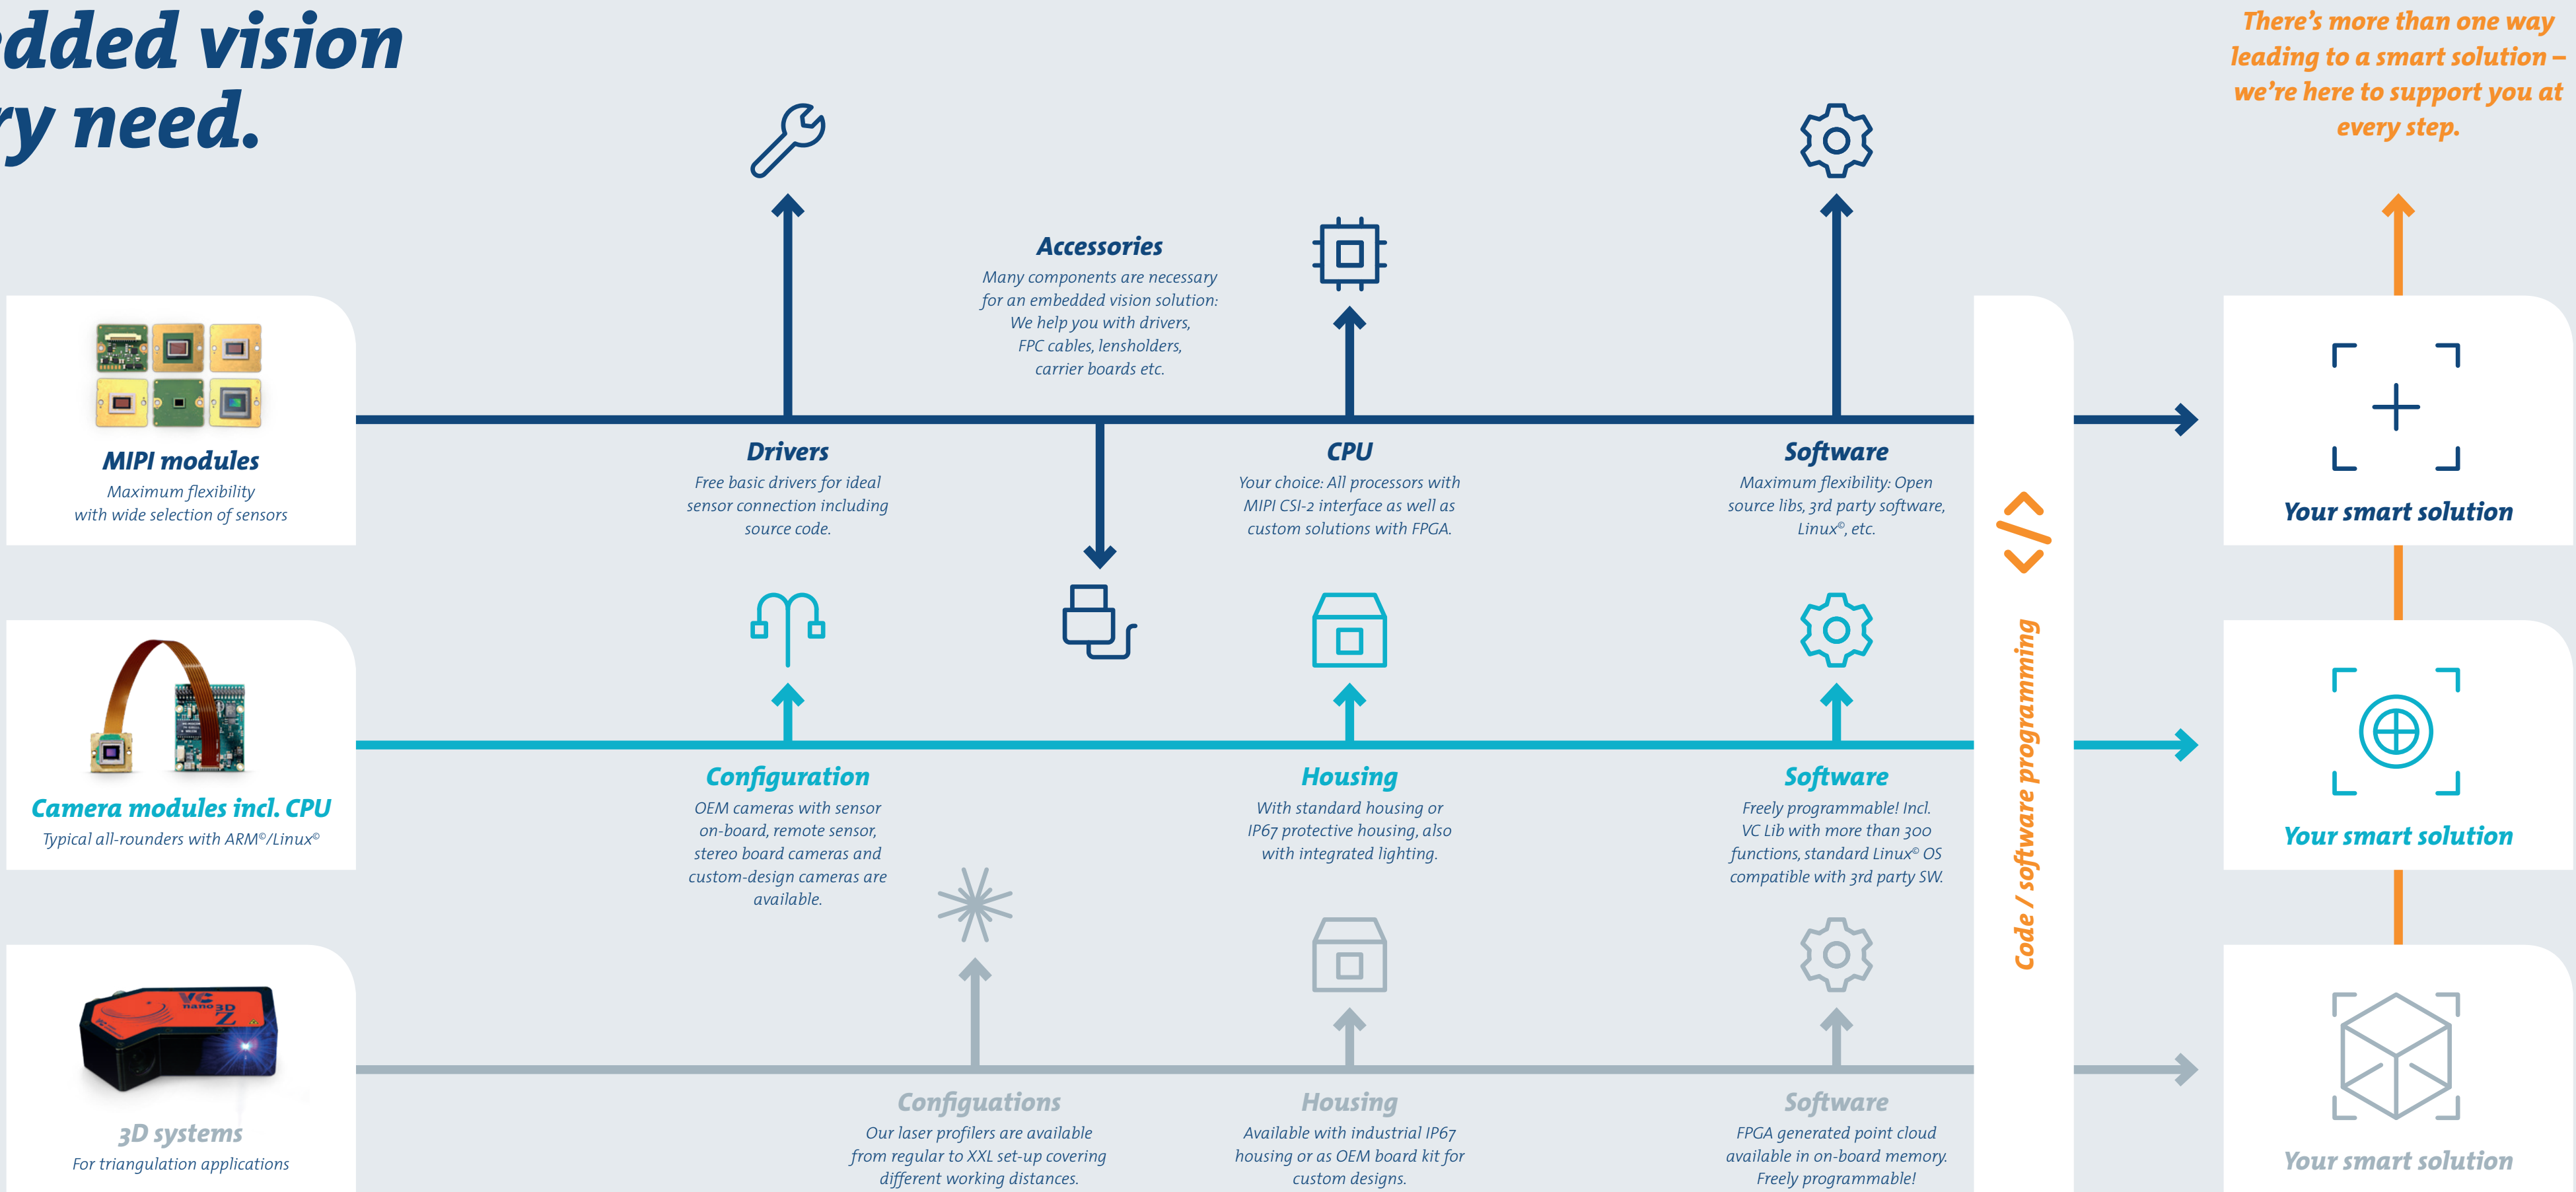 edded vision
ry need.
There’s more than one way
leading to a smart solution –
we’re here to support you at
every step.
MIPI modules
Maximum flexibility
with wide selection of sensors
Drivers
Free basic drivers for ideal
sensor connection including
source code.
Accessories
Many components are necessary
for an embedded vision solution:
We help you with drivers,
FPC cables, lensholders,
carrier boards etc.
CPU
Your choice: All processors with
MIPI CSI-2 interface as well as
custom solutions with FPGA.
Software
Maximum flexibility: Open
source libs, 3rd party software,
Linux©, etc.
Your smart solution
Camera modules incl. CPU
Typical all-rounders with ARM©/Linux©
Configuration
OEM cameras with sensor
on-board, remote sensor,
stereo board cameras and
custom-design cameras are
available.
Housing
With standard housing or
IP67 protective housing, also
with integrated lighting.
Software
Freely programmable! Incl.
VC Lib with more than 300
functions, standard Linux© OS
compatible with 3rd party SW.
</> Code / software programming
Your smart solution
VC
nano3D
Z
3D systems
For triangulation applications
Configuations
Our laser profilers are available
from regular to XXL set-up covering
different working distances.
Housing
Available with industrial IP67
housing or as OEM board kit for
custom designs.
Software
FPGA generated point cloud
available in on-board memory.
Freely programmable!
Your smart solution